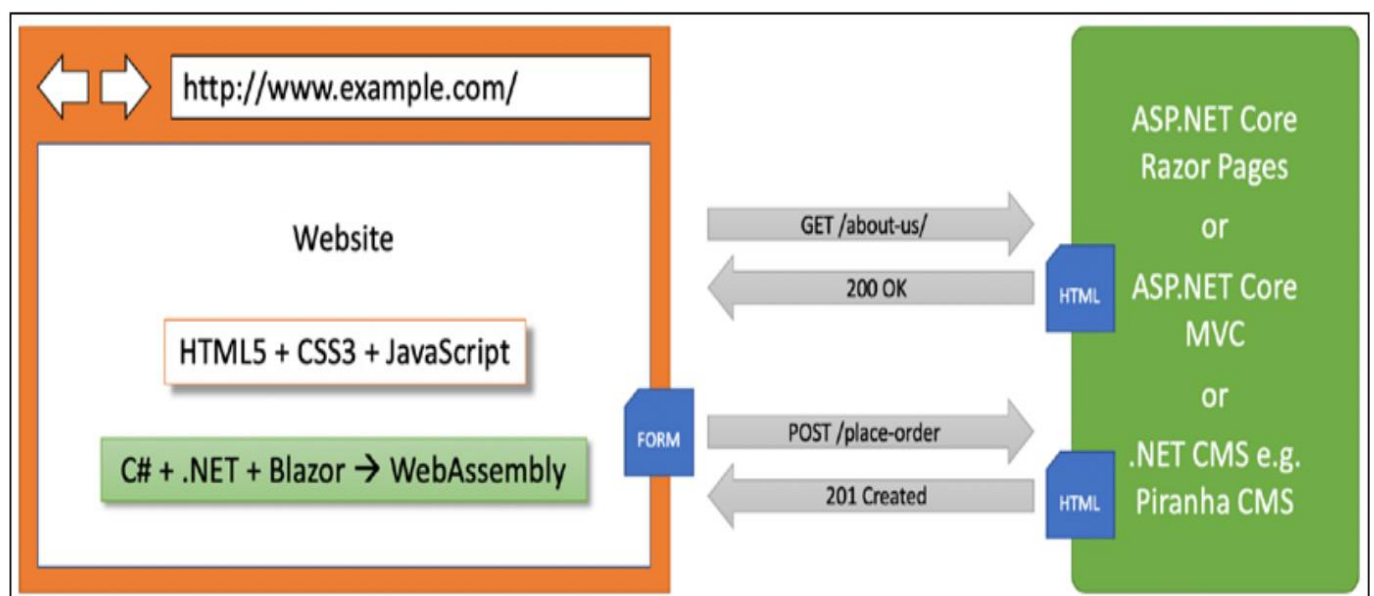 http://www.example.com/
Website
HTML5 + CSS3 + JavaScript
C# + .NET + Blazor → WebAssembly
FORM
GET /about-us/
200 OK
HTML
POST /place-order
201 Created
HTML
ASP.NET Core
Razor Pages
or
ASP.NET Core
MVC
or
.NET CMS e.g.
Piranha CMS